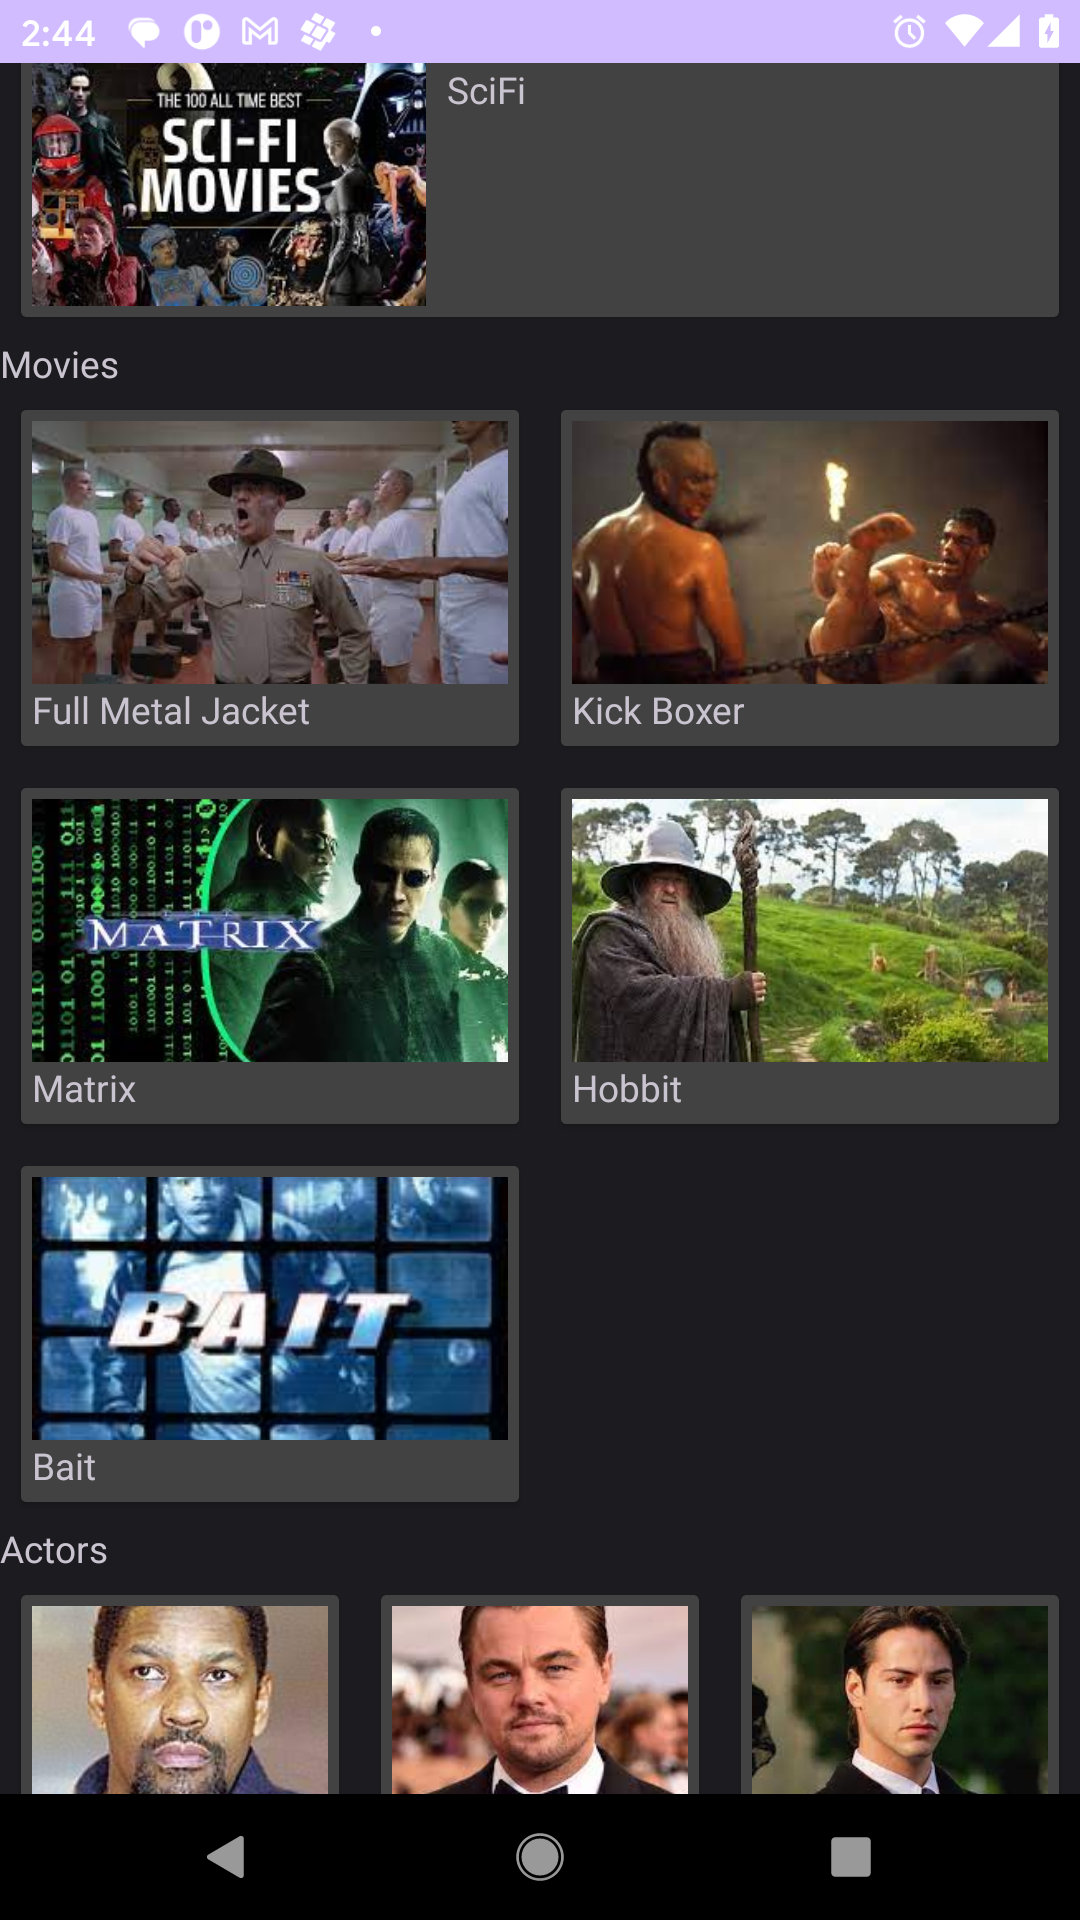 2:44
SciFi
THE 100 ALL TIME BEST
SCI-FI
MOVIES
Movies
Full Metal Jacket
Kick Boxer
MATRIX
Matrix
Hobbit
BAIT
Bait
Actors